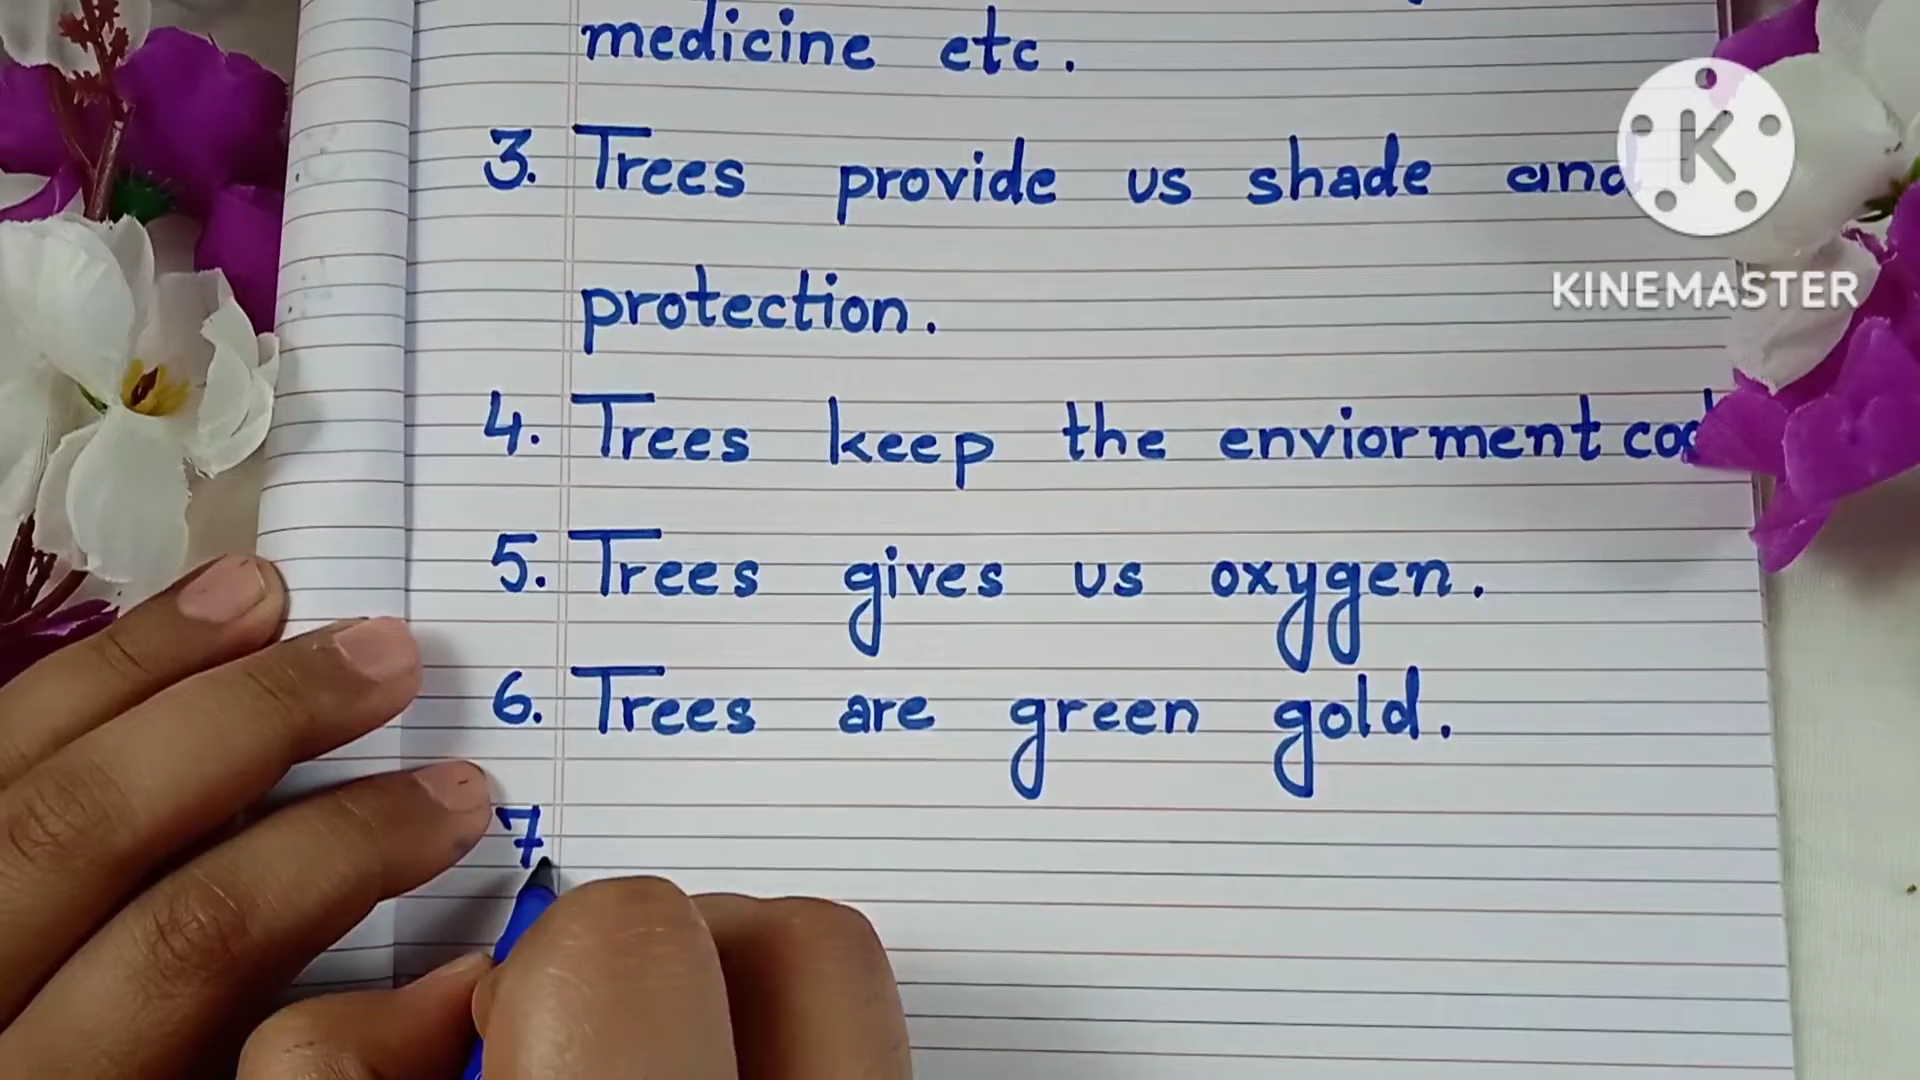 medicine etc.
3. Trees provide us shade and
protection.
4. Trees keep the enviorment
5. Trees gives us oxygen.
6. Trees are green gold.
7
KINEMASTER